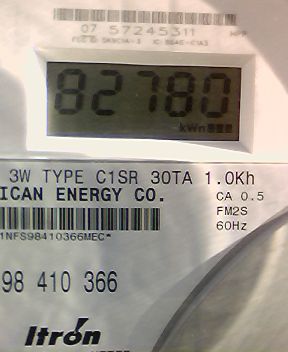 07 57245311
82780
kWh
3W TYPE C1SR 30TA 1.0Kh
ICAN ENERGY CO.
CA 0.5
FM2S
60Hz
1NFS98410366MEC*
98 410 366
Itrón